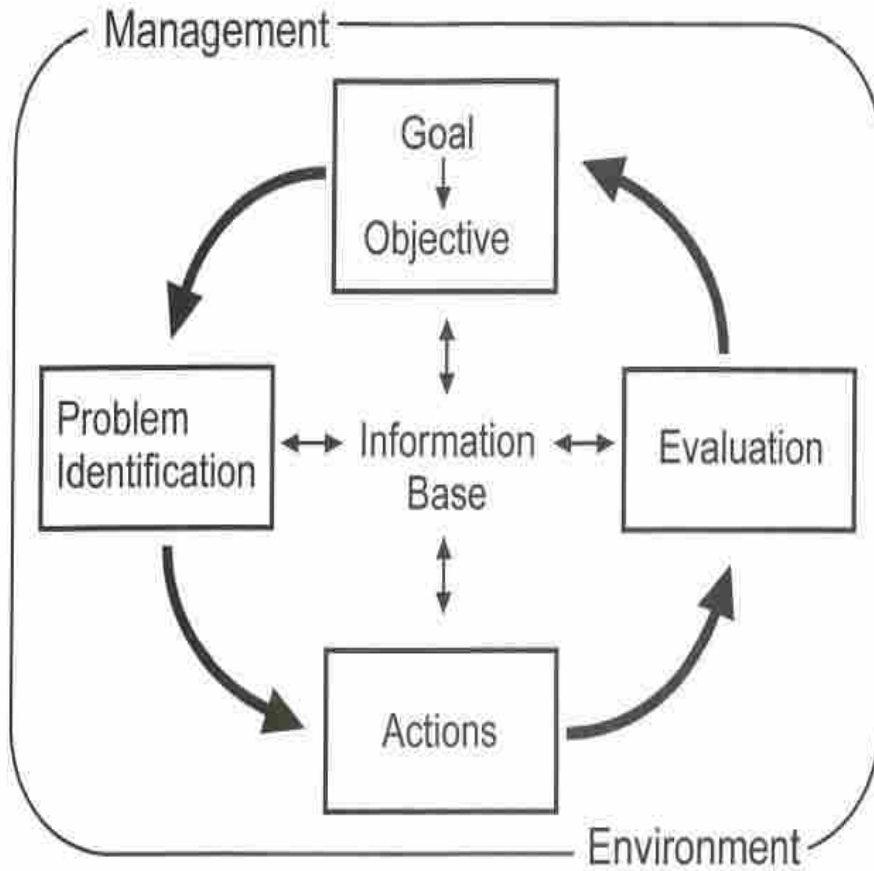 Management
Goal
Objective
Problem
Identification
Information
Base
Evaluation
Actions
Environment